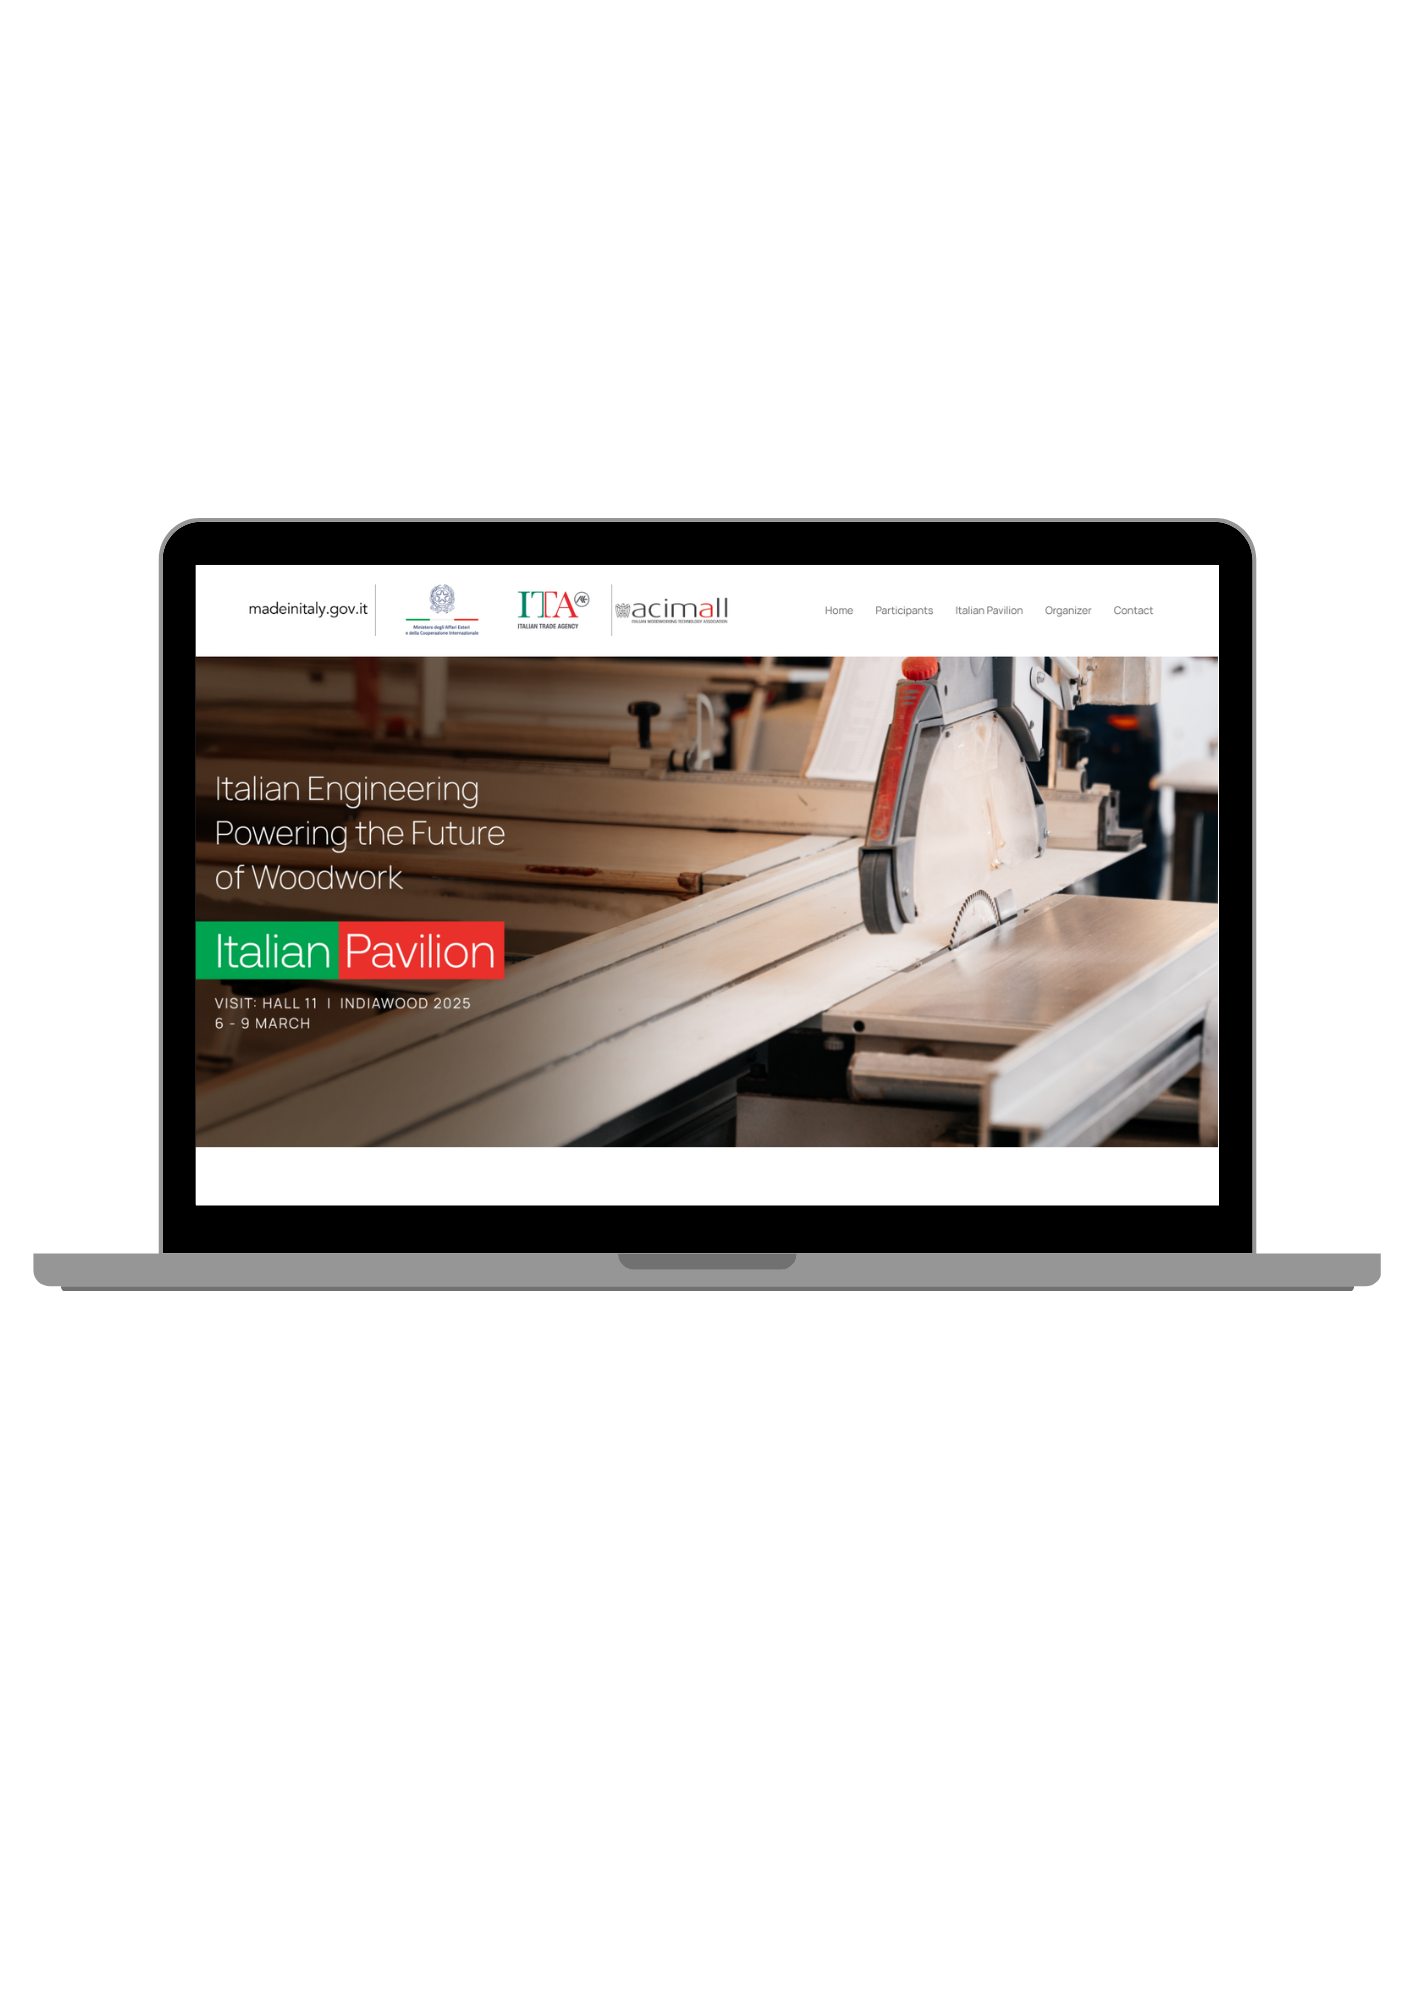 madeinitaly.gov.it
Ministero degli Affari Esteri
e della Cooperazione Internazionale
ITA
ITALIAN TRADE AGENCY
acimall
ITALIAN WOODWORKING TECHNOLOGY ASSOCIATION
Home Participants Italian Pavilion Organizer Contact
Italian Engineering
Powering the Future
of Woodwork
Italian Pavilion
VISIT: HALL 11 | INDIAWOOD 2025
6 - 9 MARCH